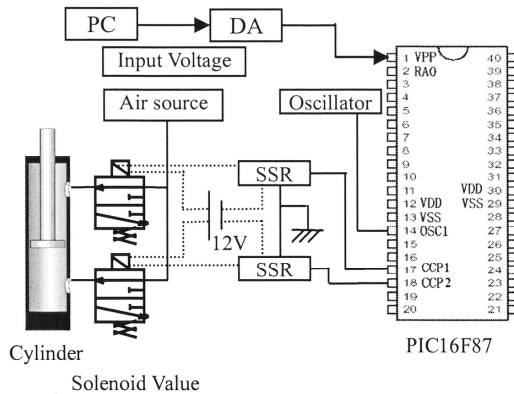 PC
DA
Input Voltage
Air source
Oscillator
SSR
12V
SSR
Cylinder
Solenoid Value
1 VPP 40
2 RA0 39
3 38
4 37
5 36
6 35
7 34
8 33
9 32
10 31
11 VDD 30
12 VDD VSS 29
13 VSS 28
14 OSC1 27
15 26
16 25
17 CCP1 24
18 CCP2 23
19 22
20 21
PIC16F87